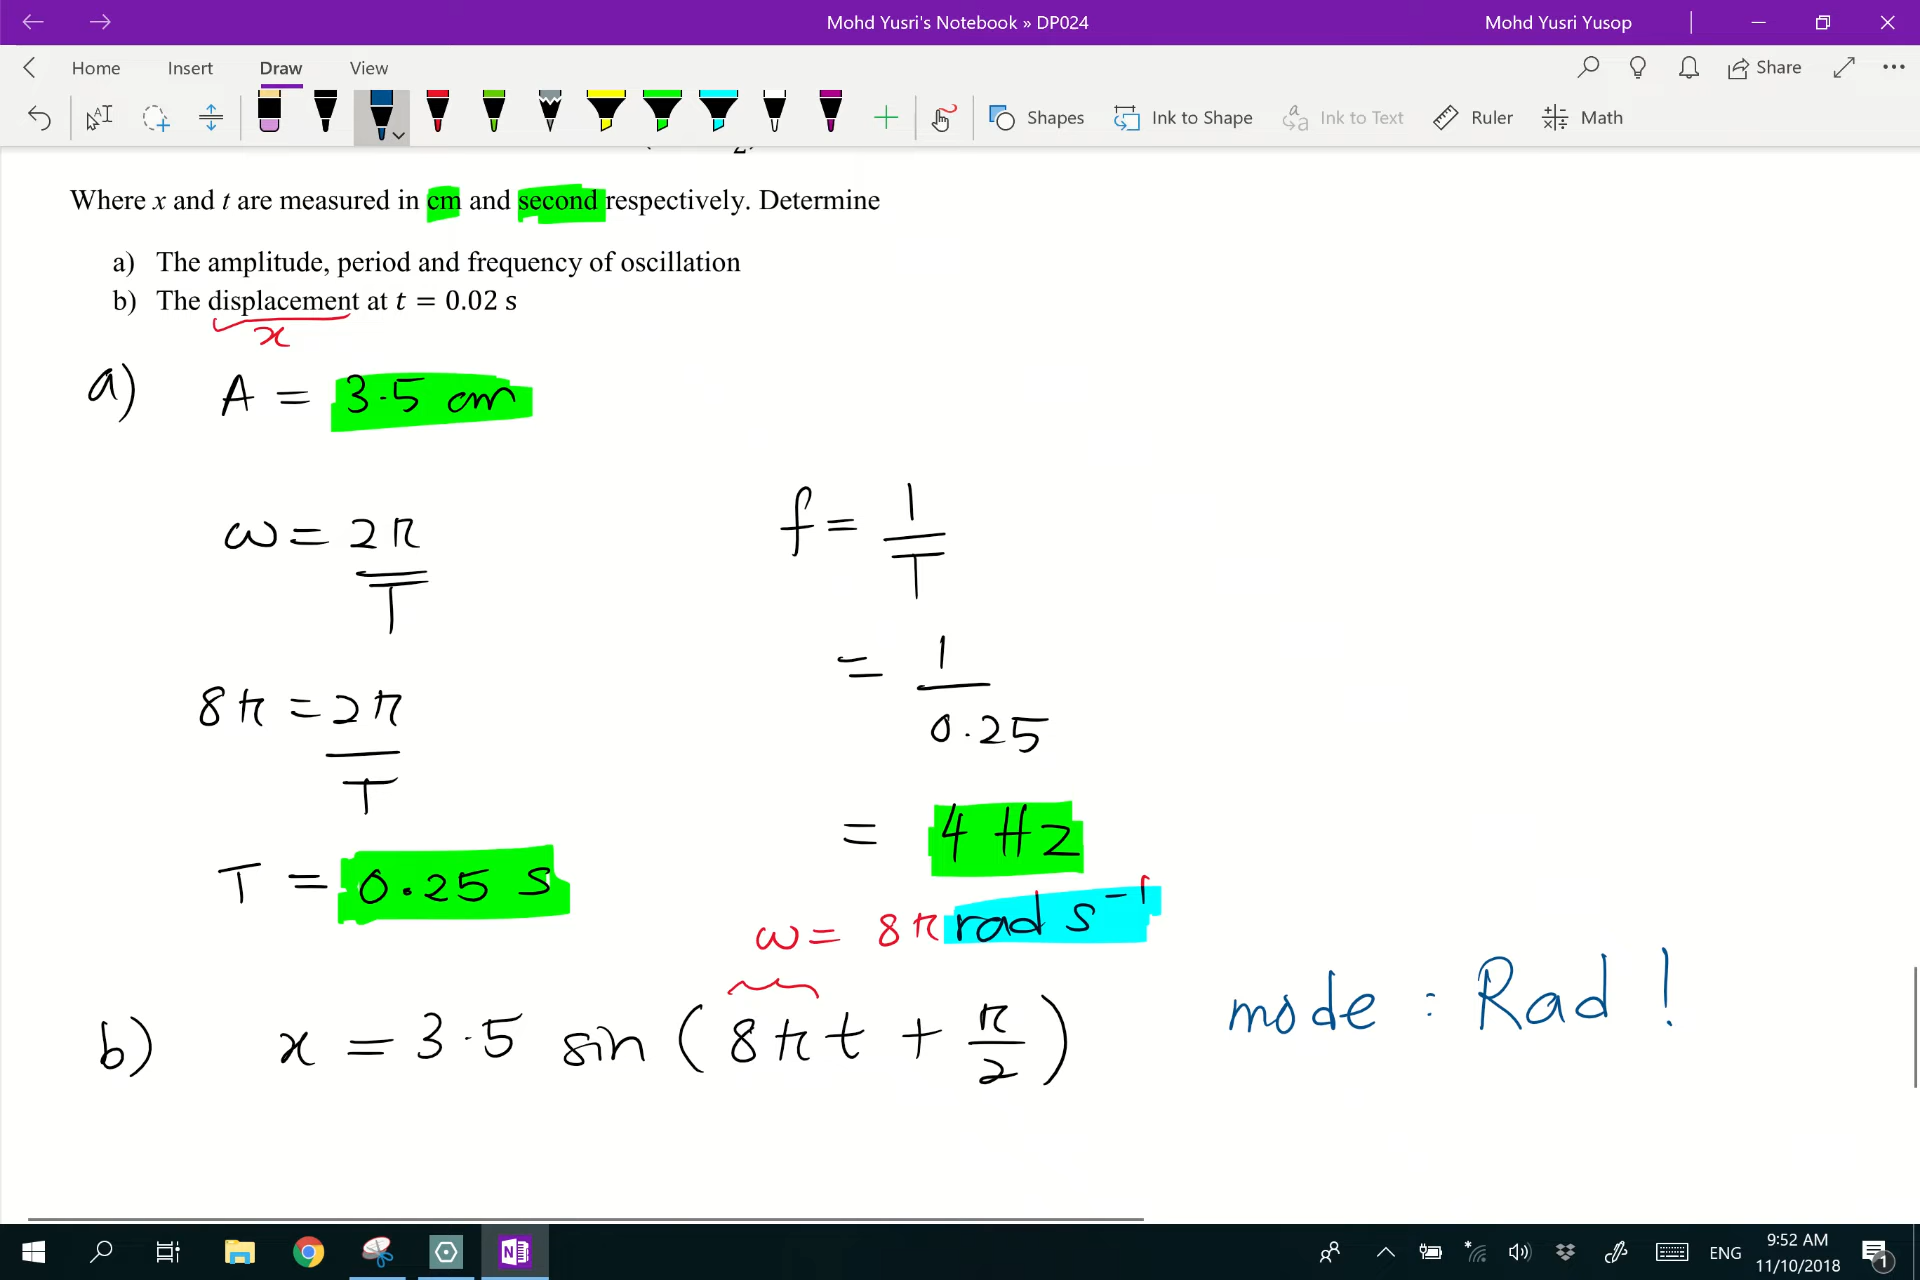 Mohd Yusri's Notebook » DP024
Mohd Yusri Yusop
Home Insert Draw View
Share
Shapes Ink to Shape Ink to Text Ruler Math
Where x and t are measured in cm and second respectively. Determine
a) The amplitude, period and frequency of oscillation
b) The displacement at t = 0.02 s
x
a) A = 3.5 cm
ω = 2π/T
f = 1/T
= 1/0.25
8π = 2π/T
= 4 Hz
T = 0.25 s
ω = 8π rad s⁻¹
mode : Rad !
b) x = 3.5 sin (8πt + π/2)
ENG
9:52 AM
11/10/2018
1